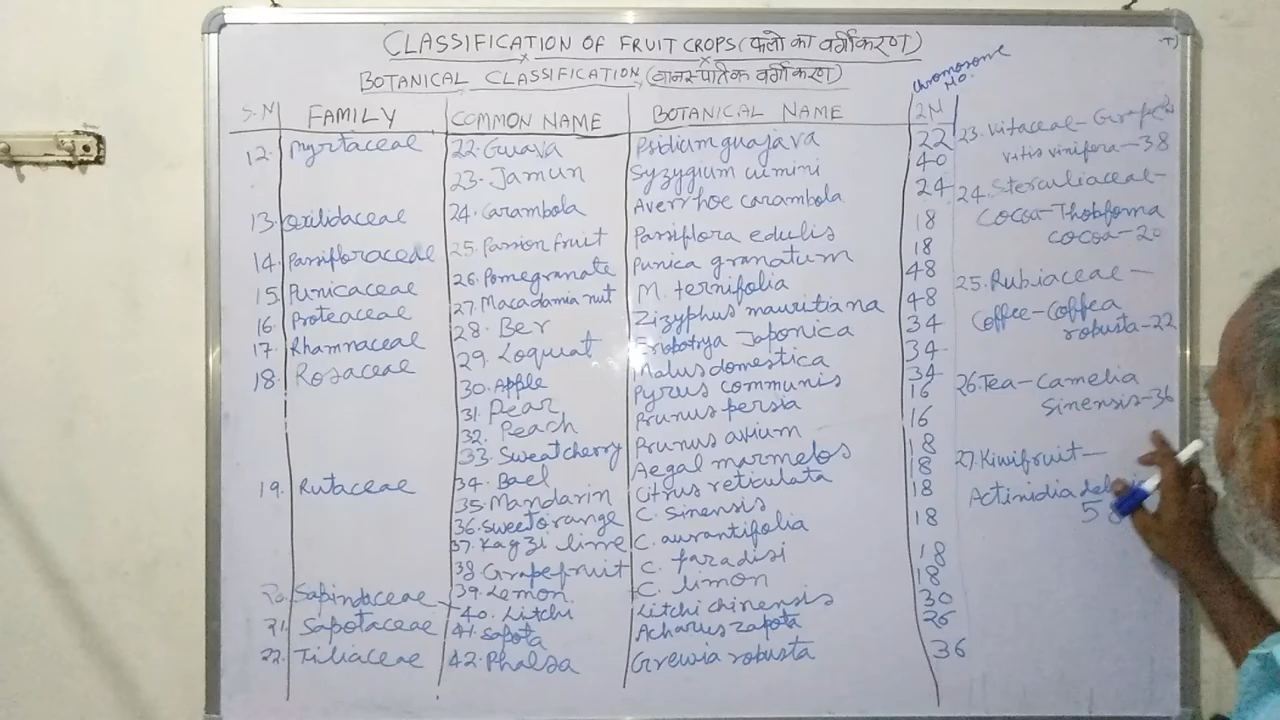 CLASSIFICATION OF FRUIT CROPS (फलो का वर्गीकरण)
BOTANICAL CLASSIFICATION (वानस्पतिक वर्गीकरण)
Chromosome No.
S.N FAMILY COMMON NAME BOTANICAL NAME 2N
12. Myrtaceae 22. Guava Psidium guajava 22
23. Jamun Syzygium cumini 40
13. Oxilidaceae 24. Carambola Averrhoe carambola 24
14. Passifloraceae 25. Passion fruit Passiflora edulis 18
15. Punicaceae 26. Pomegranate Punica granatum 18
16. Proteaceae 27. Macadamia nut M. ternifolia 48
17. Rhamnaceae 28. Ber Zizyphus mauritiana 48
18. Rosaceae 29. Loquat Eriobotrya Japonica 34
30. Apple Malus domestica 34
31. Pear Pyrus communis 34
32. Peach Prunus persia 16
33. Sweet cherry Prunus avium 16
19. Rutaceae 34. Bael Aegal marmelos 18
35. Mandarin Citrus reticulata 18
36. Sweet orange C. sinensis 18
37. Kagzi lime C. aurantifolia 18
38 Grapefruit C. paradisi 18
39. Lemon C. limon 18
20. Sapindaceae 40. Litchi Litchi chinensis 30
21. Sapotaceae 41. Sapota Acharus zapota 26
22. Tiliaceae 42. Phalsa Grewia robusta 36
23. Vitaceae - Grapes
Vitis vinifera - 38
24. Sterculiaceae -
Cocoa - Thobroma
cocoa - 20
25. Rubiaceae -
Coffee - Coffea
robusta - 22
26. Tea - Camelia
Sinensis - 36
27. Kiwifruit -
Actinidia